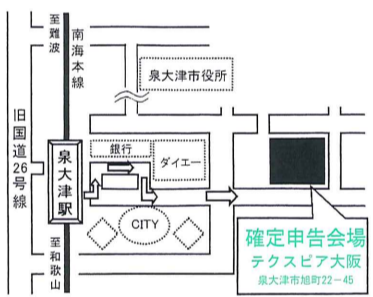 至難波
南海本線
泉大津市役所
旧国道26号線
銀行
ダイエー
泉大津駅
CITY
至和歌山
確定申告会場
テクスピア大阪
泉大津市旭町22-45